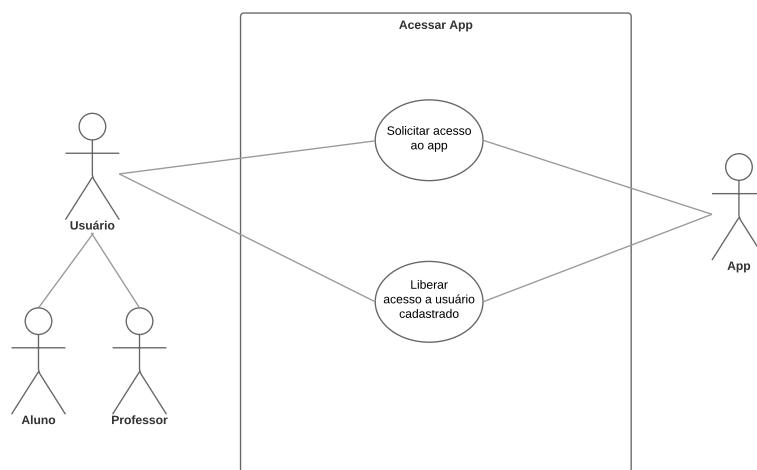 Acessar App
Solicitar acesso
ao app
Usuário
App
Liberar
acesso a usuário
cadastrado
Aluno
Professor